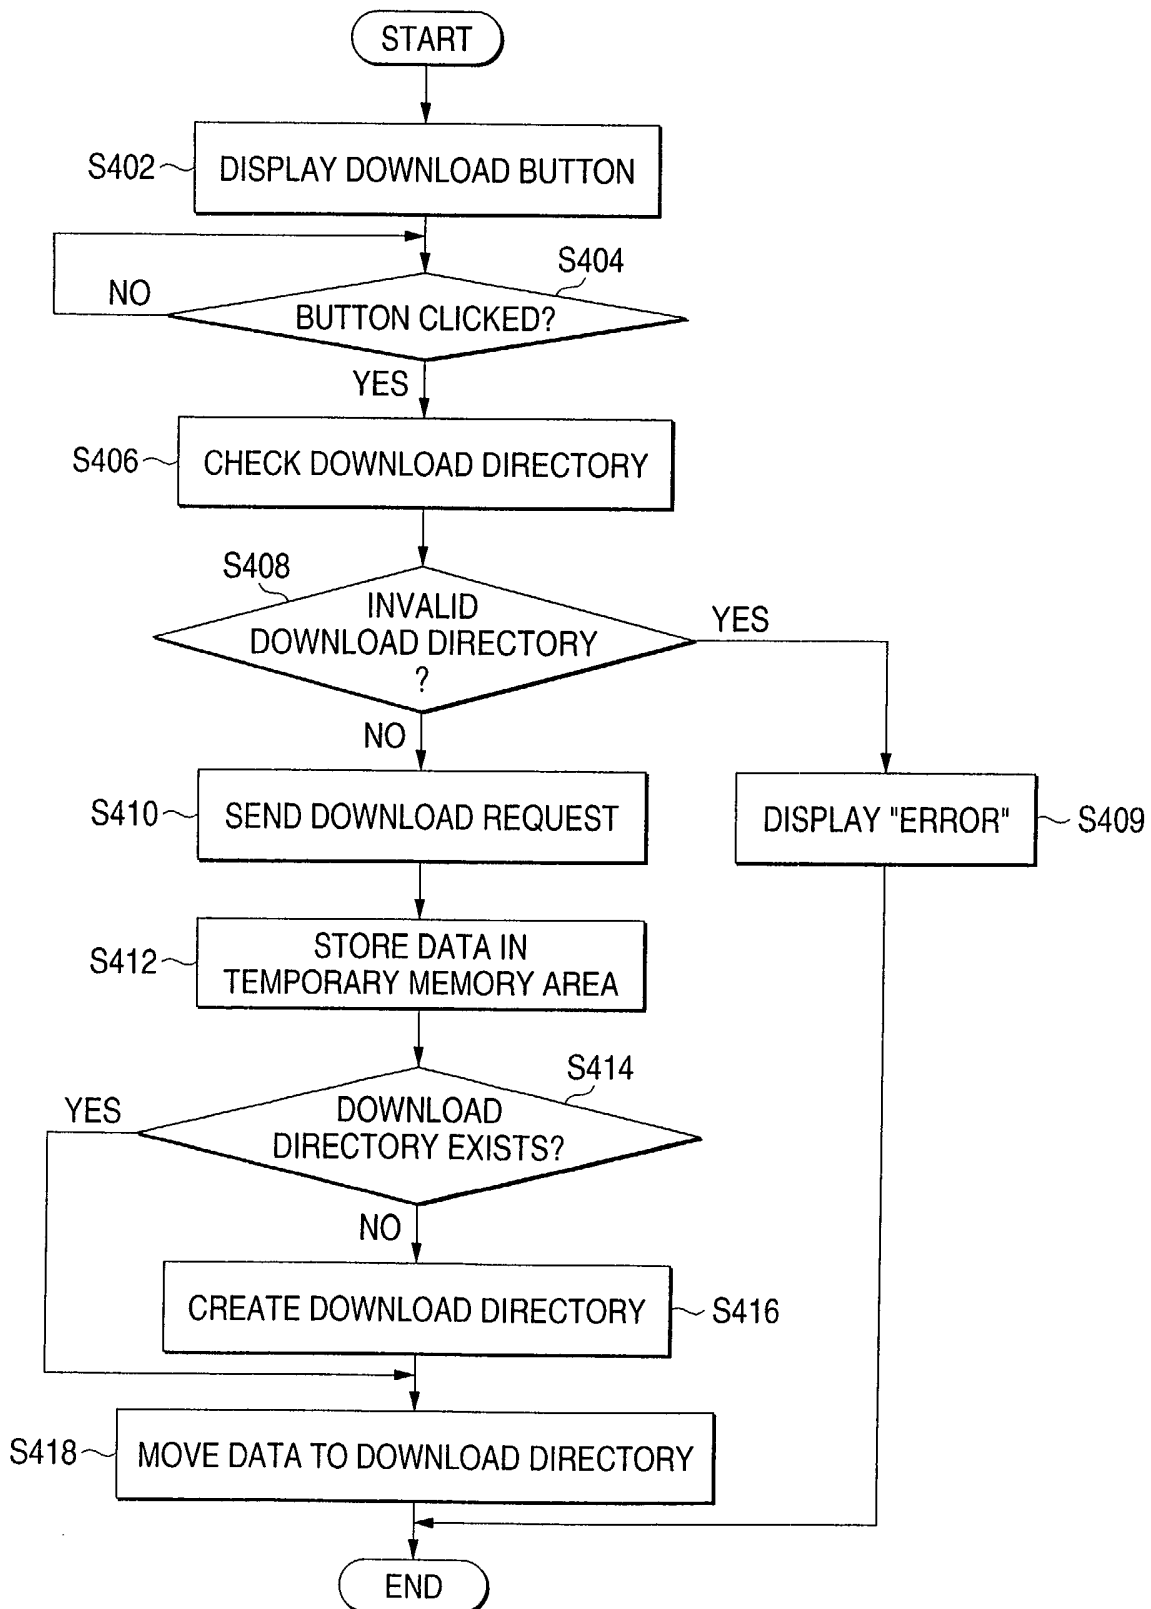 START
S402
DISPLAY DOWNLOAD BUTTON
S404
NO
BUTTON CLICKED?
YES
S406
CHECK DOWNLOAD DIRECTORY
S408
INVALID
DOWNLOAD DIRECTORY
?
YES
NO
S410
SEND DOWNLOAD REQUEST
DISPLAY "ERROR"
S409
S412
STORE DATA IN
TEMPORARY MEMORY AREA
S414
YES
DOWNLOAD
DIRECTORY EXISTS?
NO
CREATE DOWNLOAD DIRECTORY
S416
S418
MOVE DATA TO DOWNLOAD DIRECTORY
END